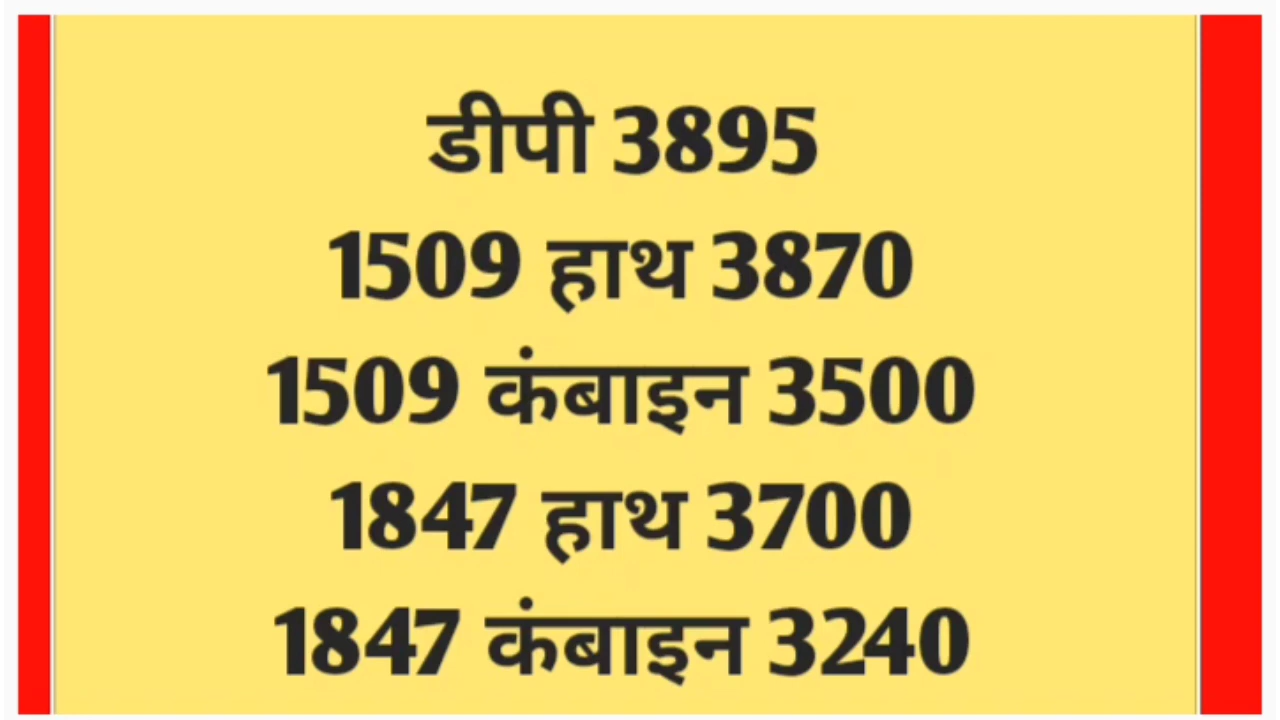 डीपी 3895
1509 हाथ 3870
1509 कंबाइन 3500
1847 हाथ 3700
1847 कंबाइन 3240